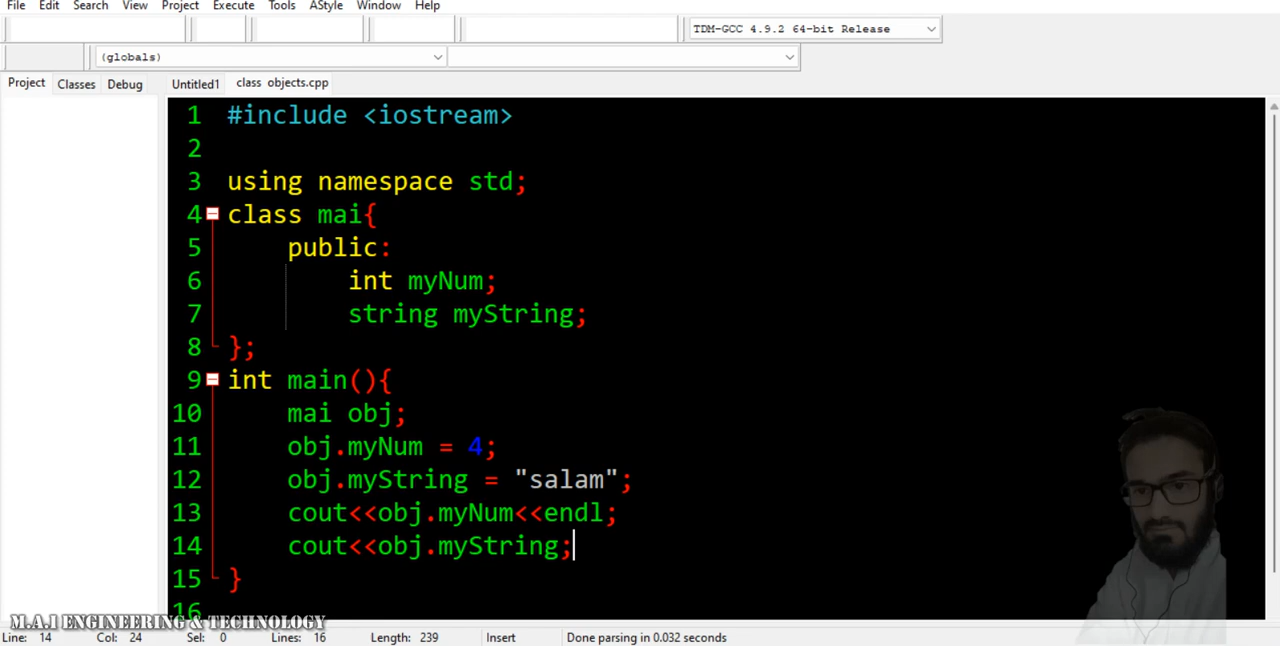 File Edit Search View Project Execute Tools AStyle Window Help
TDM-GCC 4.9.2 64-bit Release
(globals)
Project Classes Debug Untitled1 class objects.cpp
1 #include <iostream>
2
3 using namespace std;
4 class mai{
5 public:
6 int myNum;
7 string myString;
8 };
9 int main(){
10 mai obj;
11 obj.myNum = 4;
12 obj.myString = "salam";
13 cout<<obj.myNum<<endl;
14 cout<<obj.myString;
15 }
16
M.A.I ENGINEERING & TECHNOLOGY
Line: 14 Col: 24 Sel: 0 Lines: 16 Length: 239 Insert Done parsing in 0.032 seconds